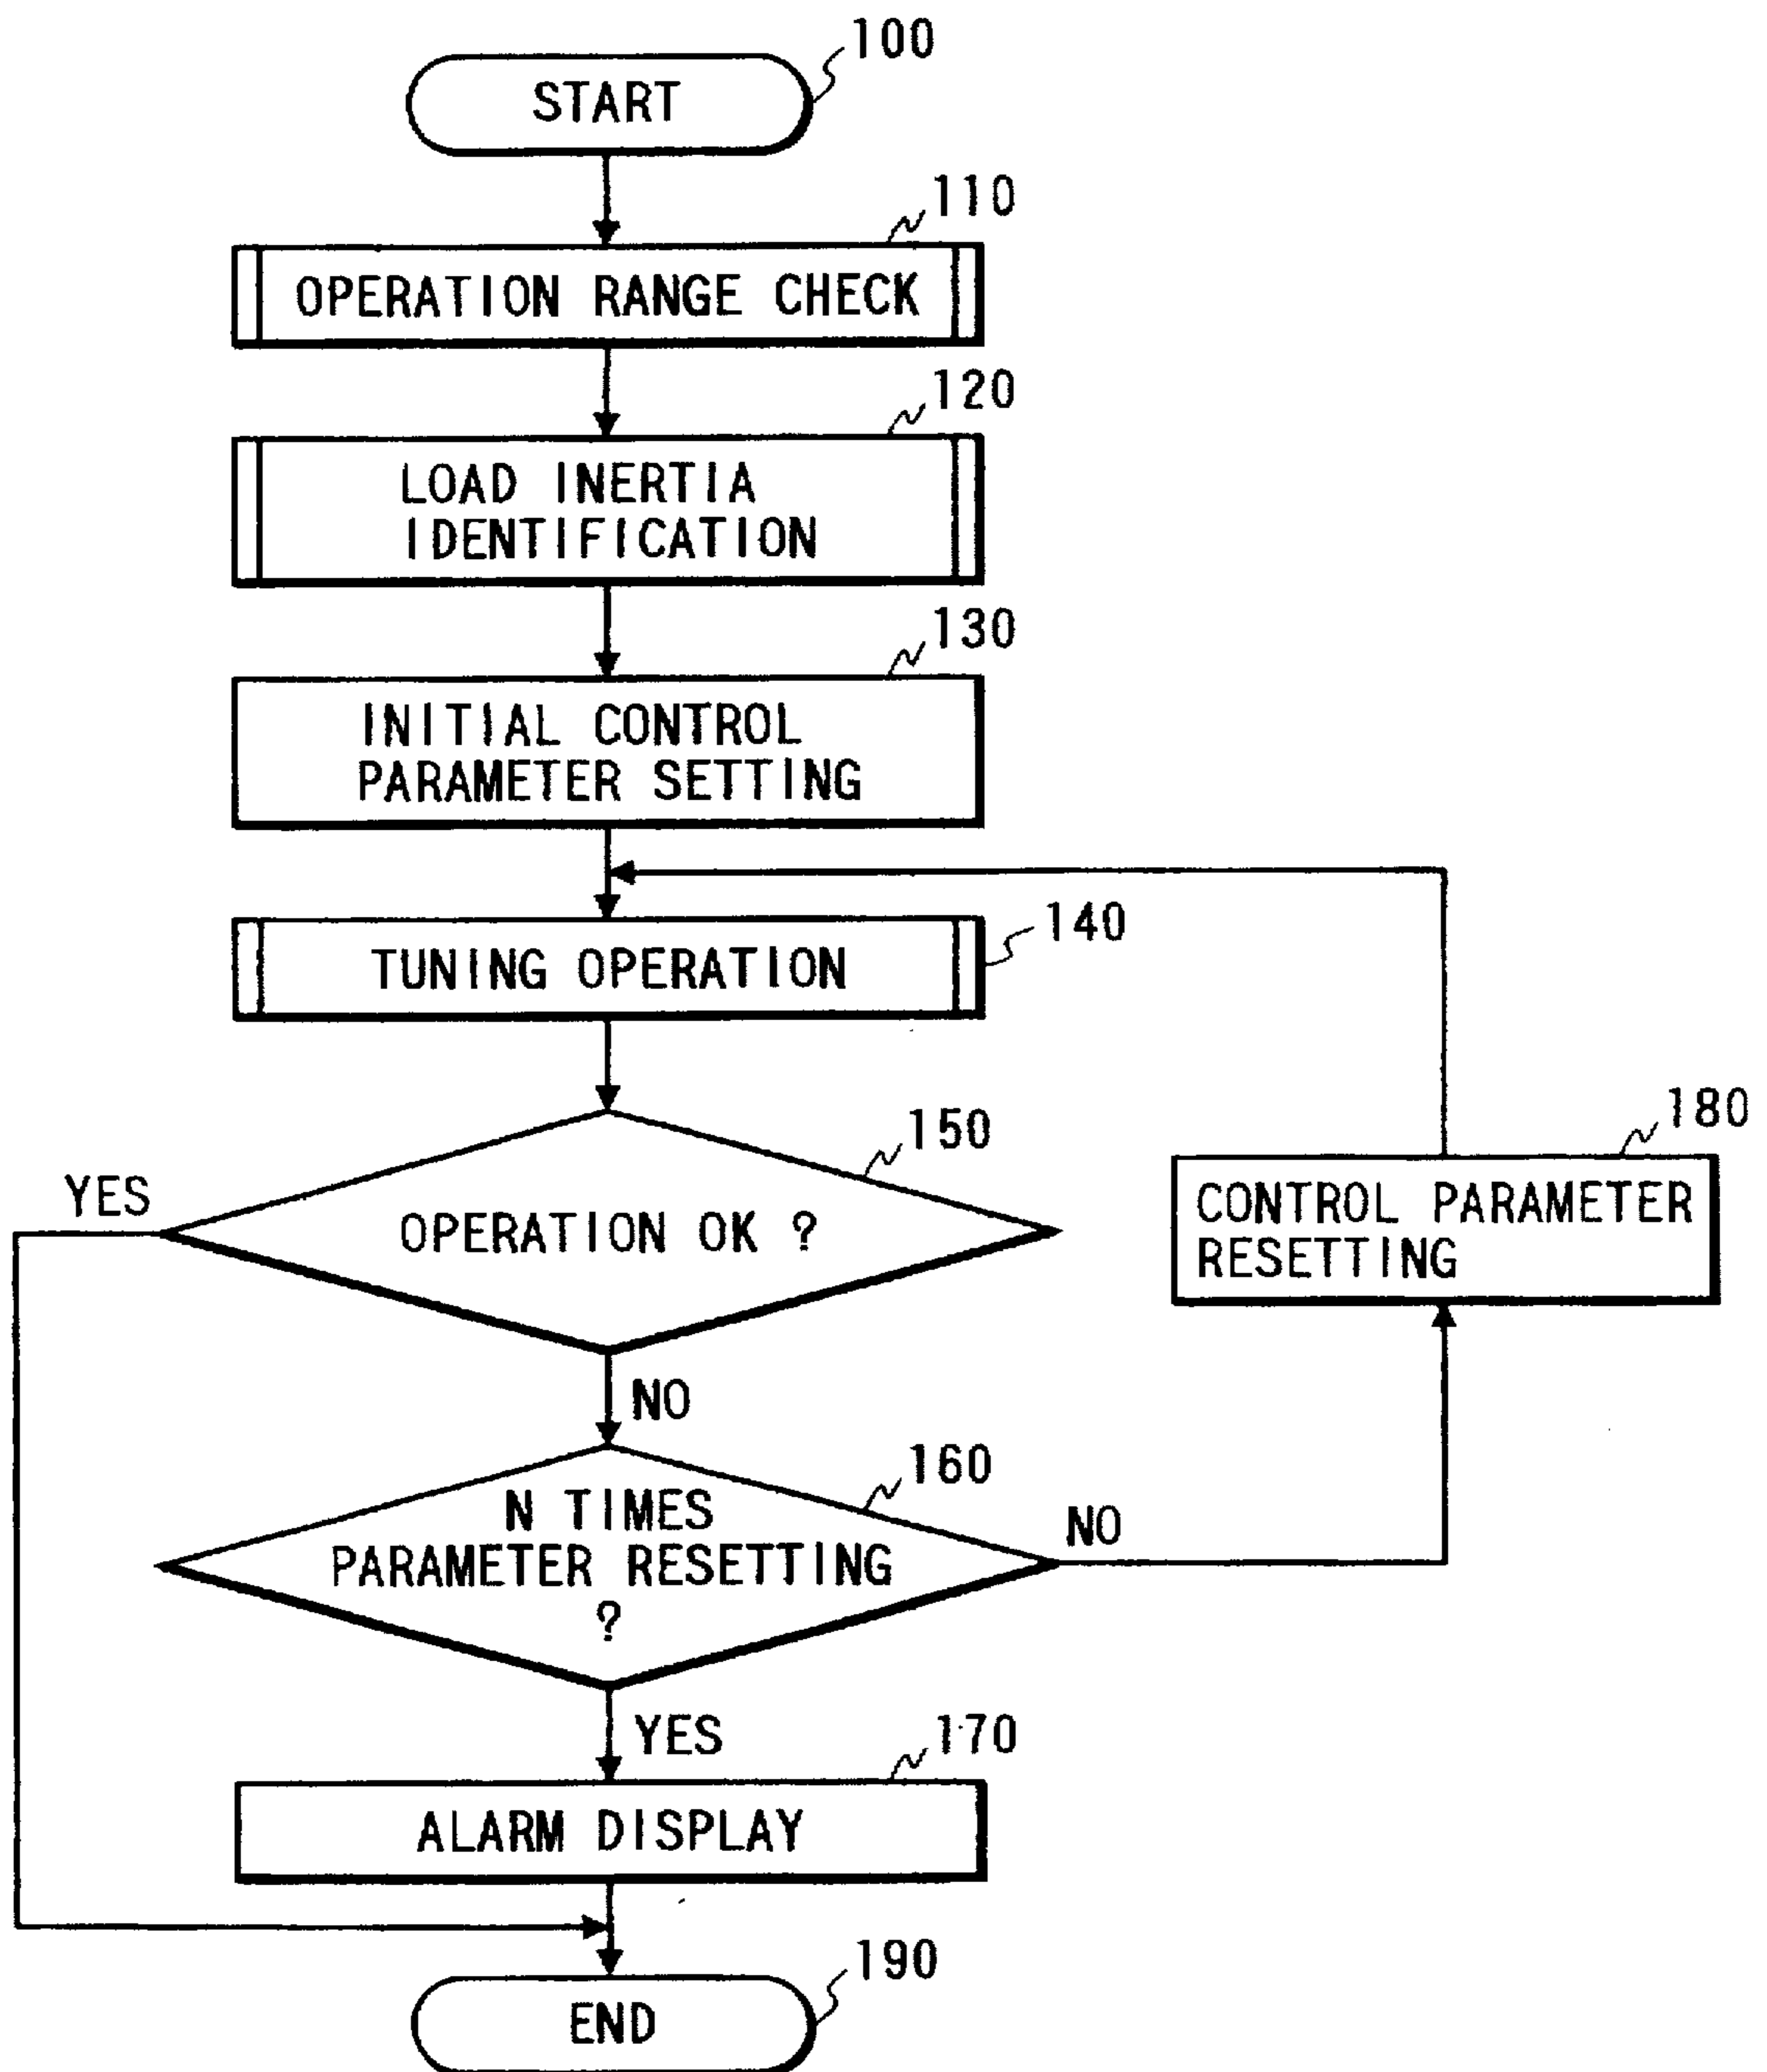 100
START
110
OPERATION RANGE CHECK
120
LOAD INERTIA
IDENTIFICATION
130
INITIAL CONTROL
PARAMETER SETTING
140
TUNING OPERATION
150
YES
OPERATION OK ?
180
CONTROL PARAMETER
RESETTING
NO
160
N TIMES
PARAMETER RESETTING
?
NO
YES
170
ALARM DISPLAY
190
END